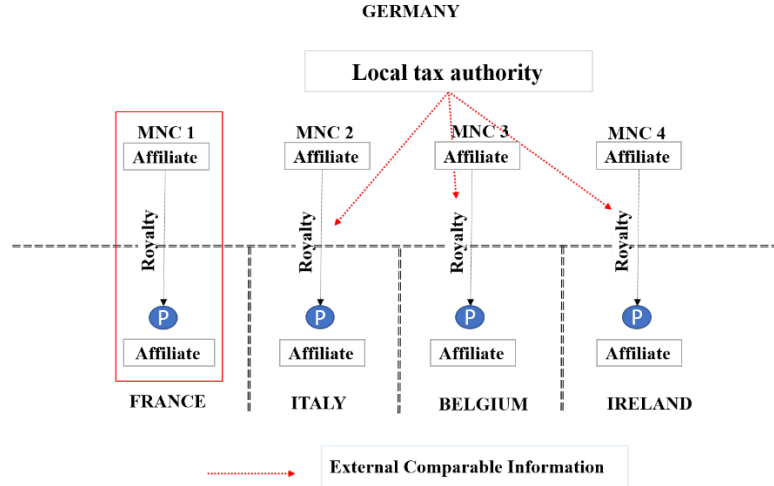 GERMANY
Local tax authority
MNC 1
MNC 2
MNC 3
MNC 4
Affiliate
Affiliate
Affiliate
Affiliate
Royalty
Royalty
Royalty
Royalty
P
P
P
P
Affiliate
Affiliate
Affiliate
Affiliate
FRANCE
ITALY
BELGIUM
IRELAND
External Comparable Information